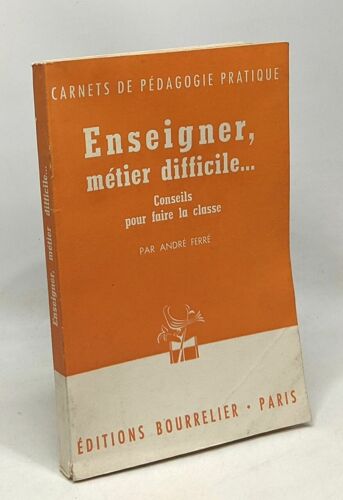 CARNETS DE PÉDAGOGIE PRATIQUE
Enseigner,
métier difficile...
Conseils
pour faire la classe
PAR ANDRÉ FERRÉ
ÉDITIONS BOURRELIER • PARIS
Enseigner, métier difficile...